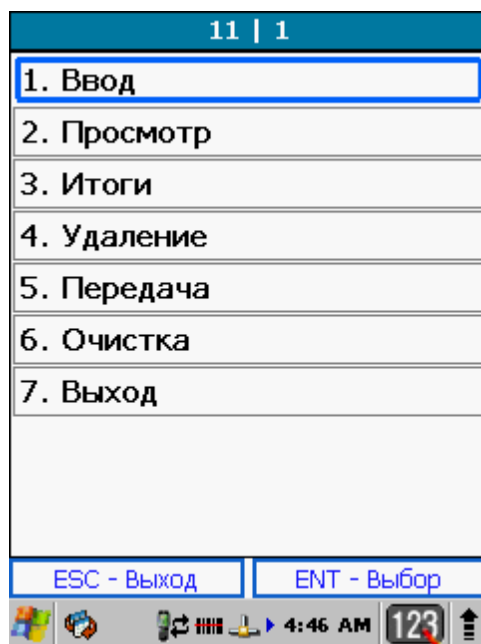 11 | 1
1. Ввод
2. Просмотр
3. Итоги
4. Удаление
5. Передача
6. Очистка
7. Выход
ESC - Выход ENT - Выбор
4:46 AM 123